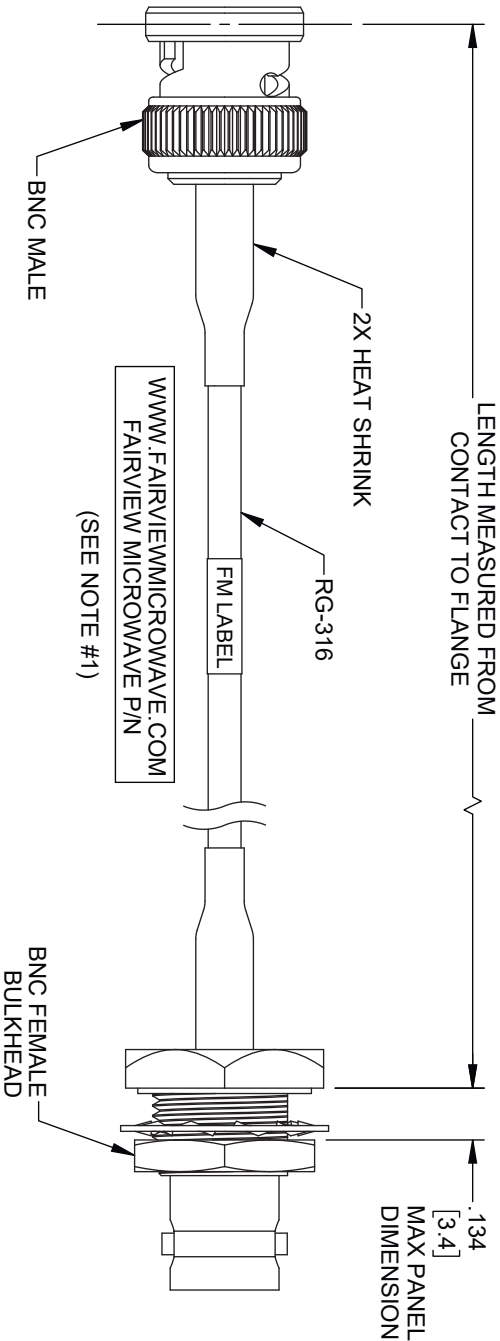 LENGTH MEASURED FROM
CONTACT TO FLANGE
.134
[3.4]
MAX PANEL
DIMENSION
2X HEAT SHRINK
RG-316
FM LABEL
BNC MALE
WWW.FAIRVIEWMICROWAVE.COM
FAIRVIEW MICROWAVE P/N
(SEE NOTE #1)
BNC FEMALE
BULKHEAD